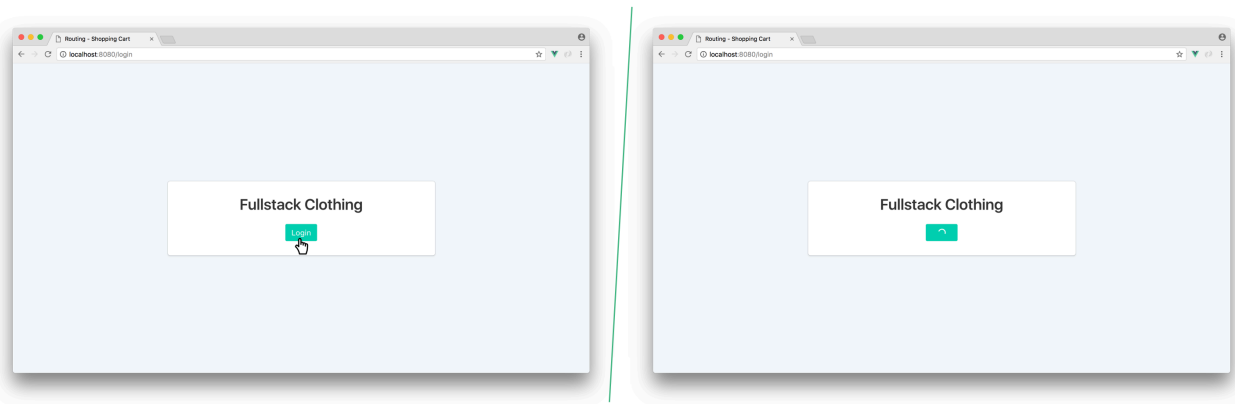 Routing - Shopping Cart
localhost:8080/login
Fullstack Clothing
Login
Routing - Shopping Cart
localhost:8080/login
Fullstack Clothing